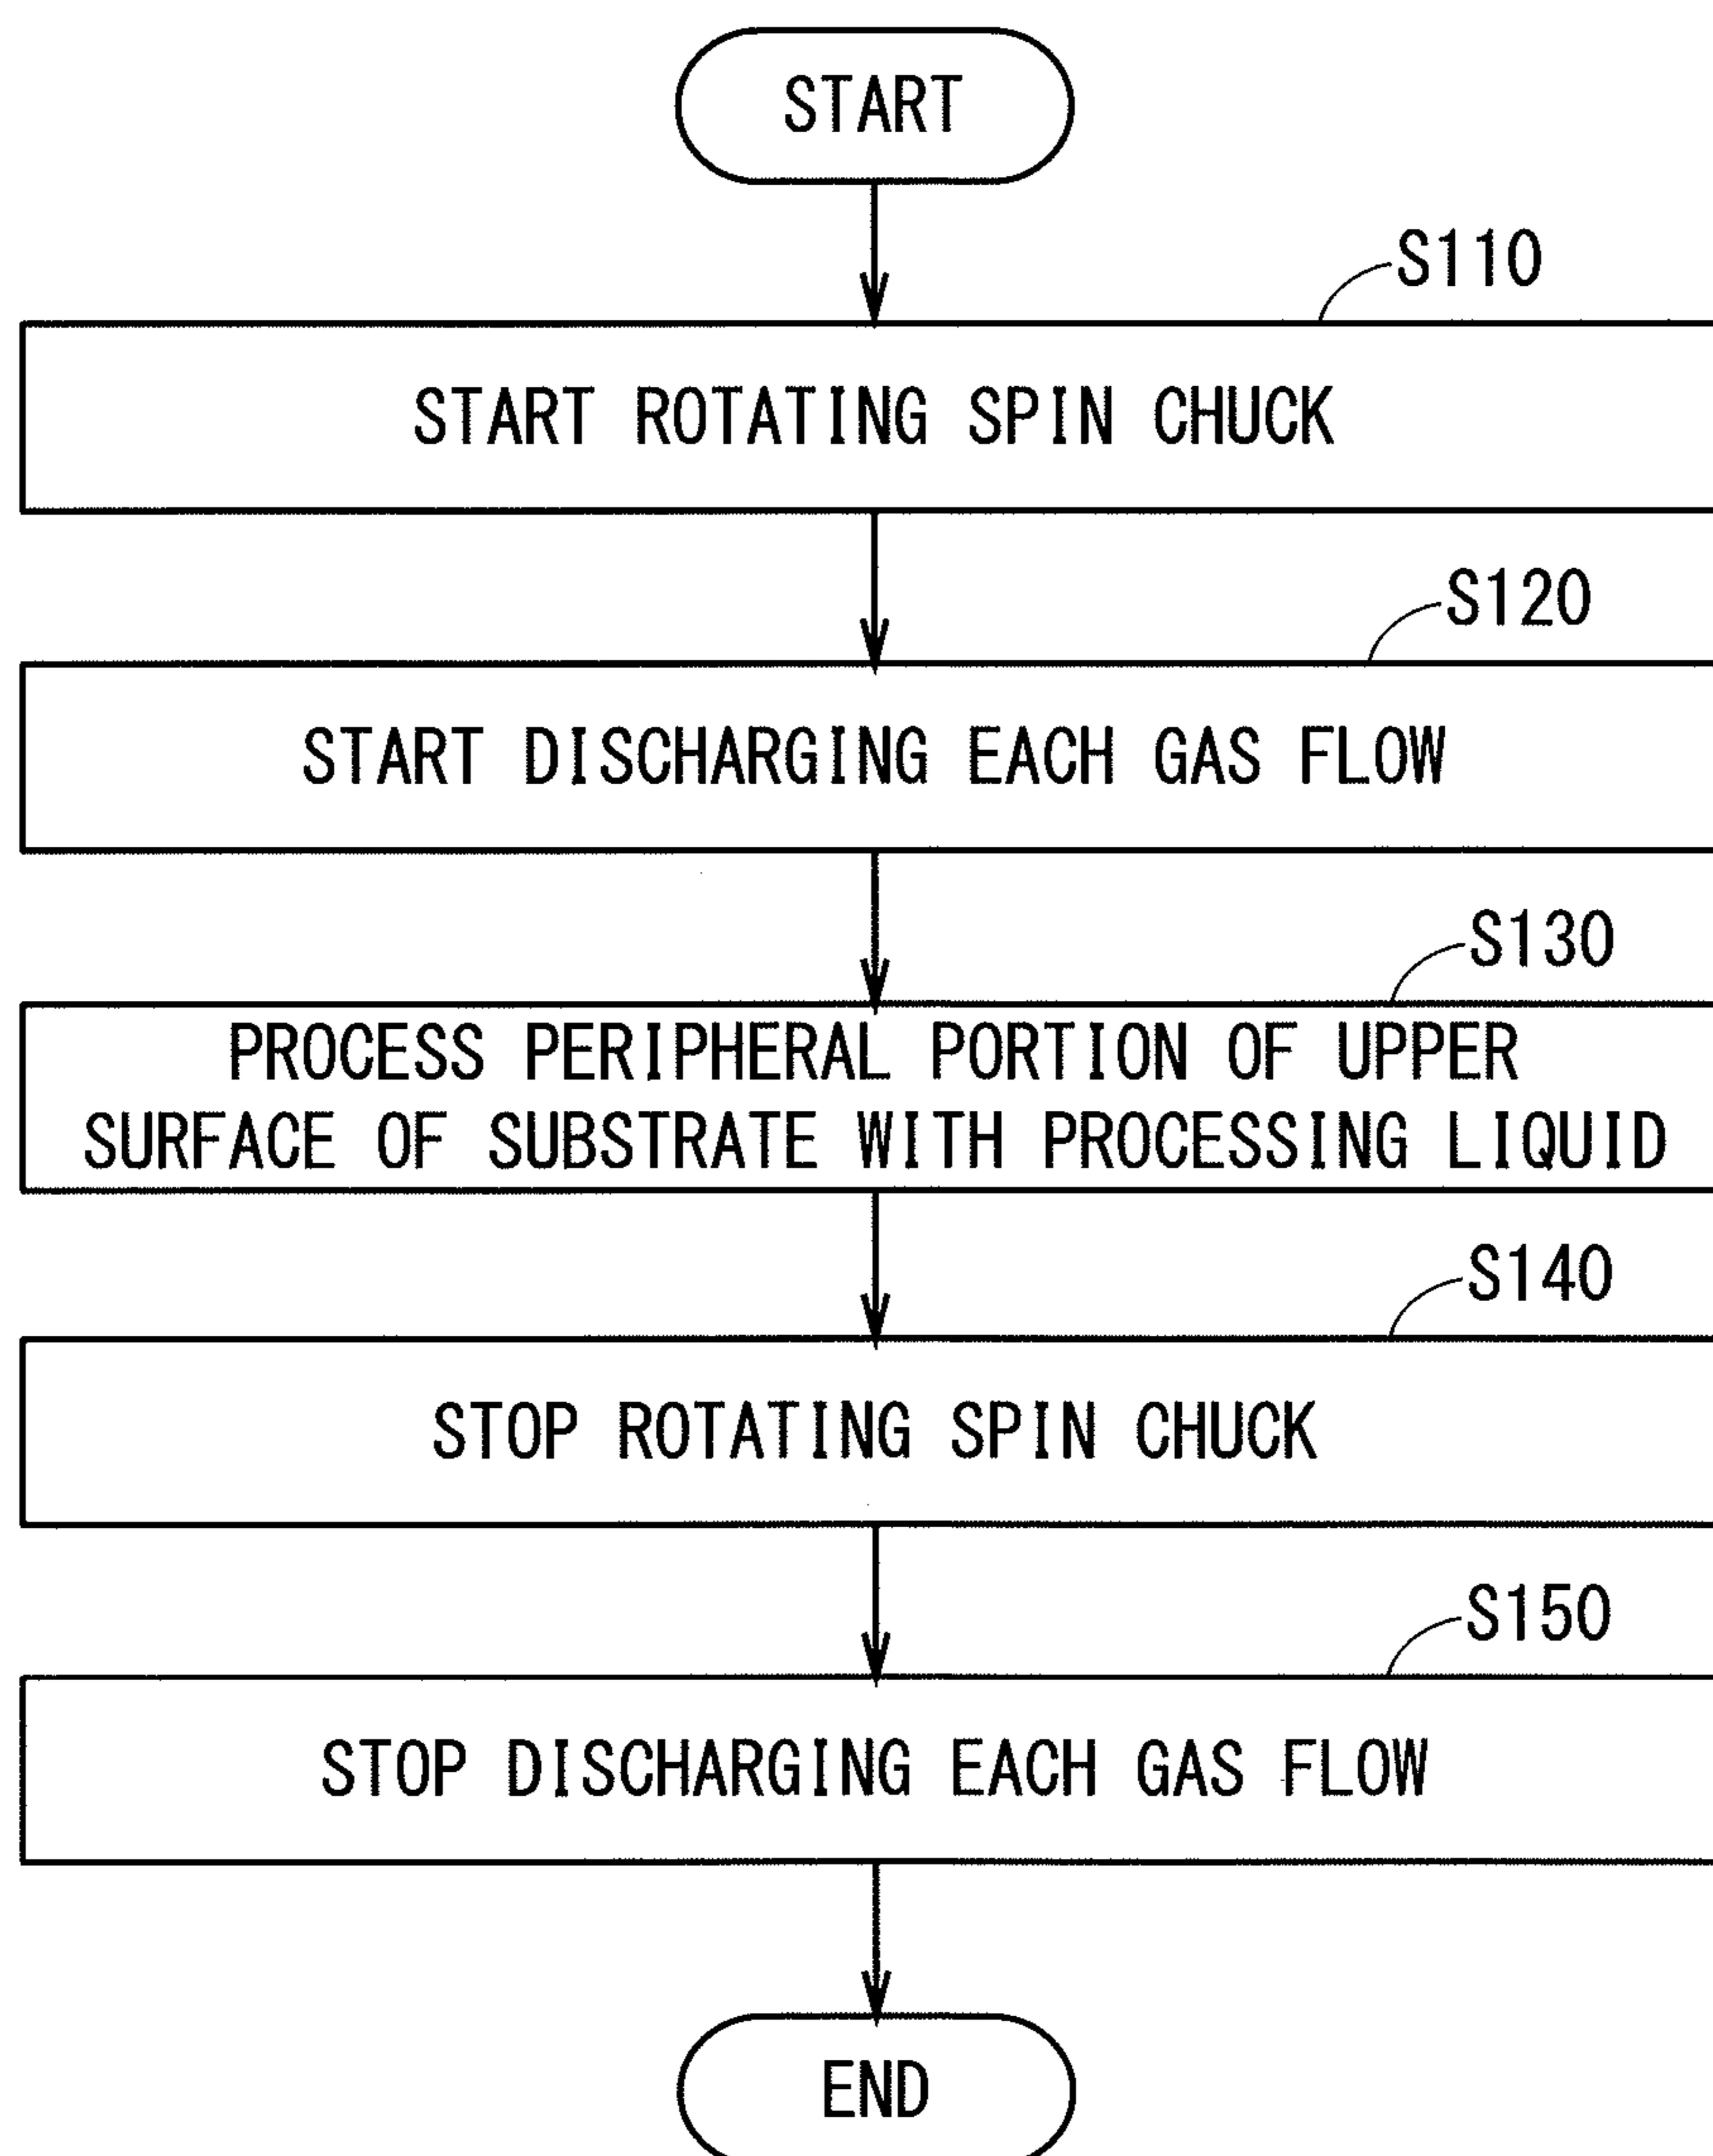 START
S110
START ROTATING SPIN CHUCK
S120
START DISCHARGING EACH GAS FLOW
S130
PROCESS PERIPHERAL PORTION OF UPPER
SURFACE OF SUBSTRATE WITH PROCESSING LIQUID
S140
STOP ROTATING SPIN CHUCK
S150
STOP DISCHARGING EACH GAS FLOW
END